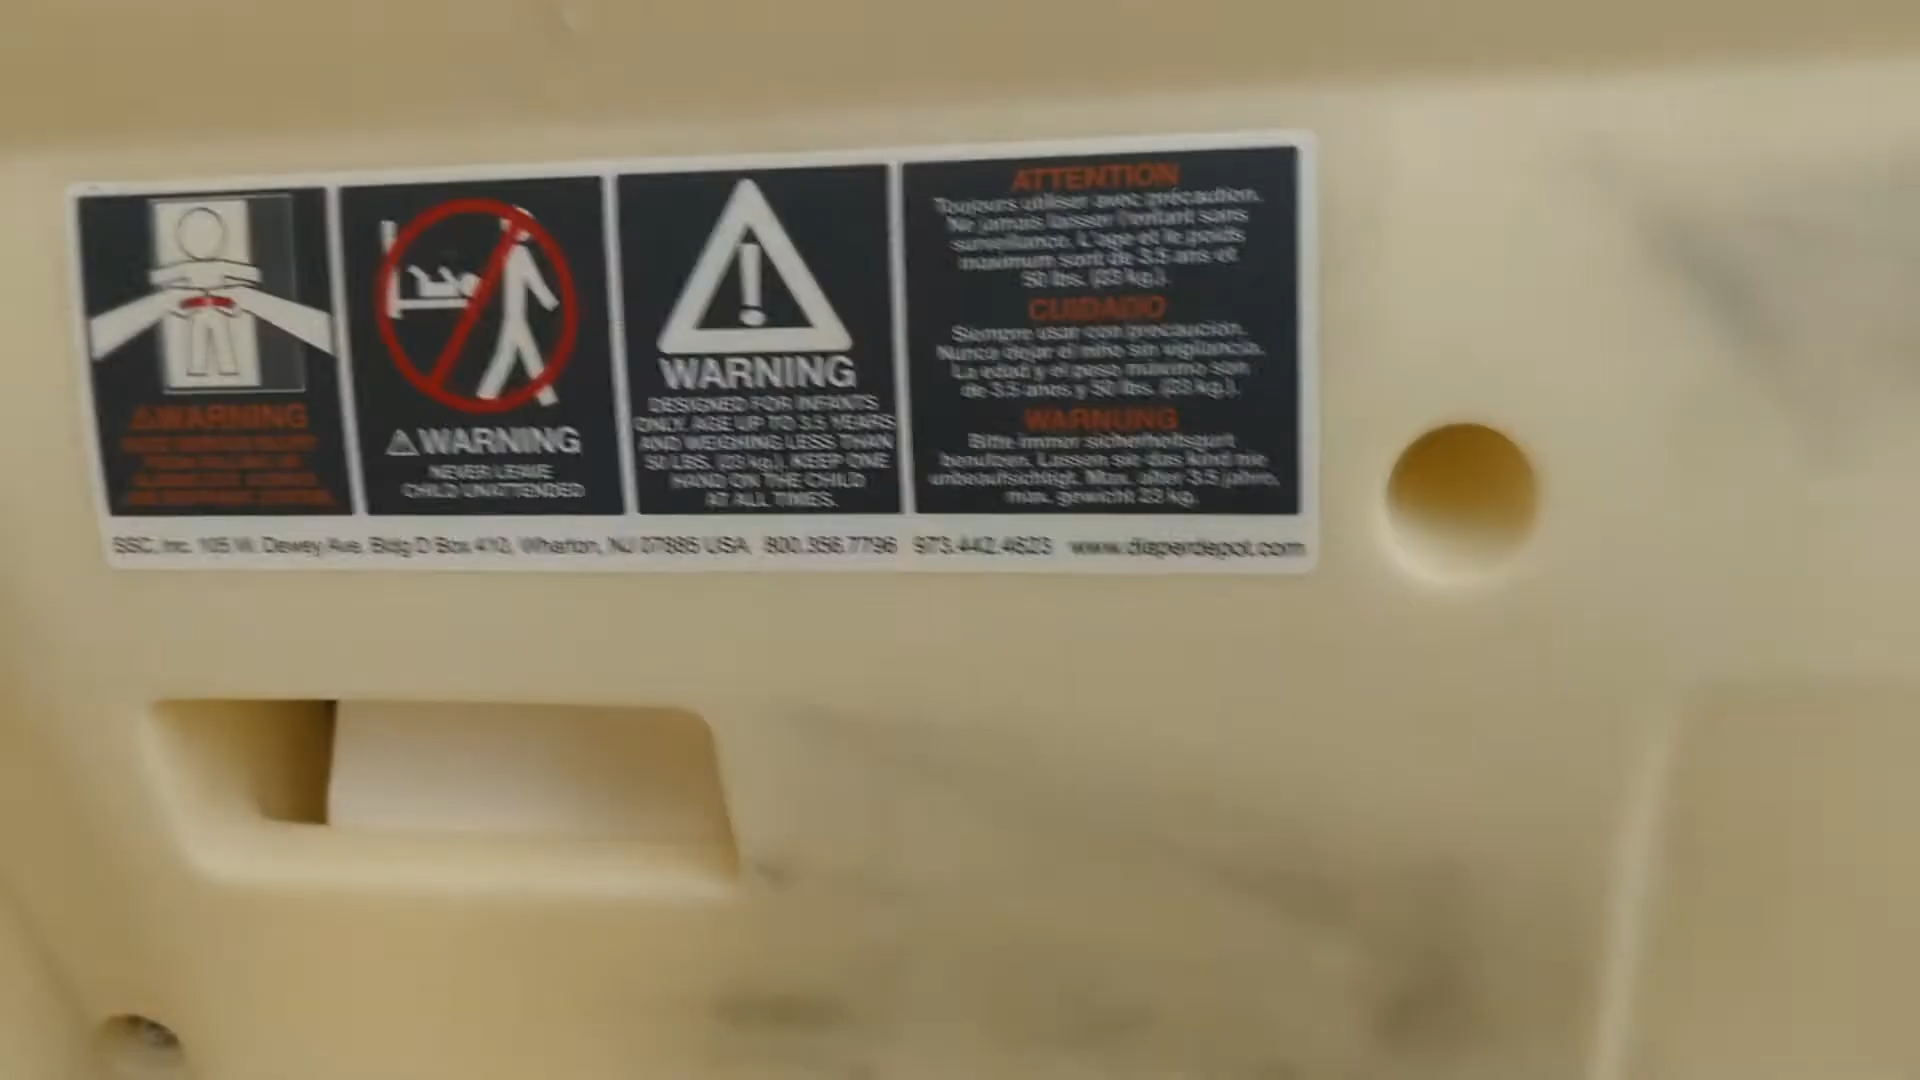 ⚠WARNING
AVOID SERIOUS INJURY
FROM FALLING OR
⚠WARNING
NEVER LEAVE
CHILD UNATTENDED
WARNING
DESIGNED FOR INFANTS
ONLY. AGE UP TO 3.5 YEARS
AND WEIGHING LESS THAN
50 LBS. (23 kg.). KEEP ONE
HAND ON THE CHILD
AT ALL TIMES.
ATTENTION
Toujours utiliser avec précaution.
Ne jamais laisser l'enfant sans
surveillance. L'age et le poids
maximum sont de 3.5 ans et
50 lbs. (23 kg.).
CUIDADO
Siempre usar con precaución.
Nunca dejar el niño sin vigilancia.
La edad y el peso máximo son
de 3.5 anos y 50 lbs. (23 kg.).
WARNUNG
Bitte immer sicherheitsgurt
benutzen. Lassen sie das kind nie
unbeaufsichtigt. Max. alter 3.5 jahre,
max. gewicht 23 kg.
SSC, Inc. 105 W. Dewey Ave. Bldg D Box 410, Wharton, NJ 07885 USA 800.356.7796 973.442.4623 www.diaperdepot.com